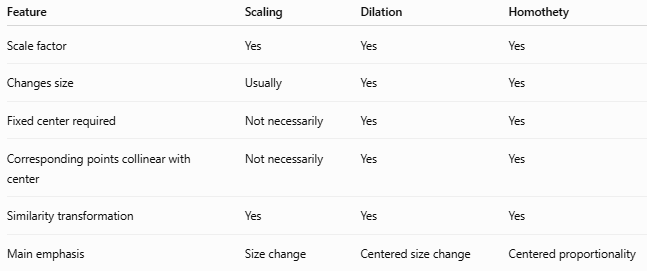 Feature Scaling Dilation Homothety
Scale factor Yes Yes Yes
Changes size Usually Yes Yes
Fixed center required Not necessarily Yes Yes
Corresponding points collinear with Not necessarily Yes Yes
center
Similarity transformation Yes Yes Yes
Main emphasis Size change Centered size change Centered proportionality